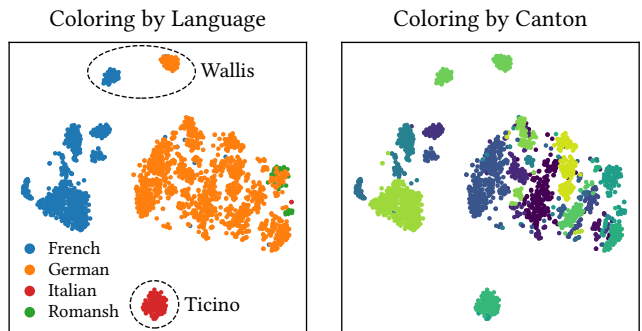 Coloring by Language
Coloring by Canton
Wallis
French
German
Italian
Romansh
Ticino